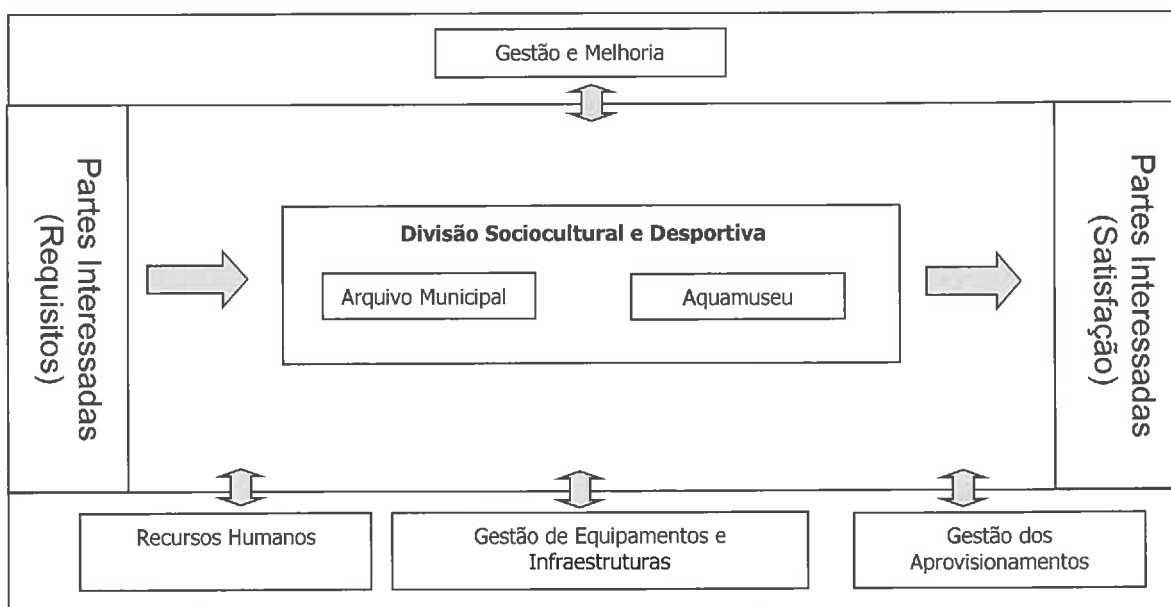 Gestão e Melhoria
Partes Interessadas
(Requisitos)
Divisão Sociocultural e Desportiva
Arquivo Municipal
Aquamuseu
Partes Interessadas
(Satisfação)
Recursos Humanos
Gestão de Equipamentos e
Infraestruturas
Gestão dos
Aprovisionamentos